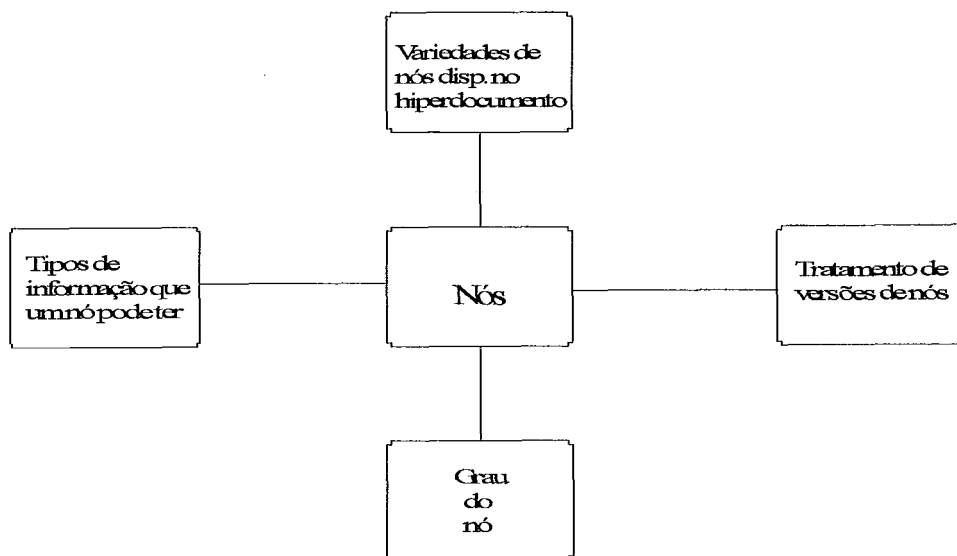 Variedades de
nós disp. no
hiperdocumento
Tipos de
informação que
um nó pode ter
Nós
Tratamento de
versões de nós
Grau
do
nó